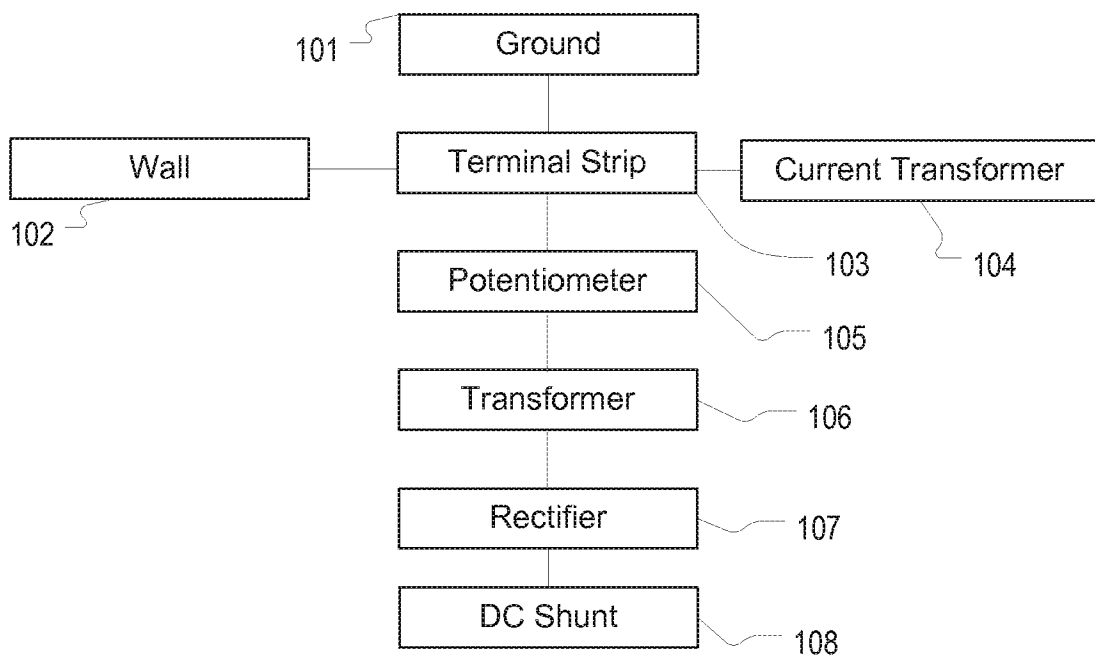 Ground
101
Wall
Terminal Strip
Current Transformer
102
103
104
Potentiometer
105
Transformer
106
Rectifier
107
DC Shunt
108